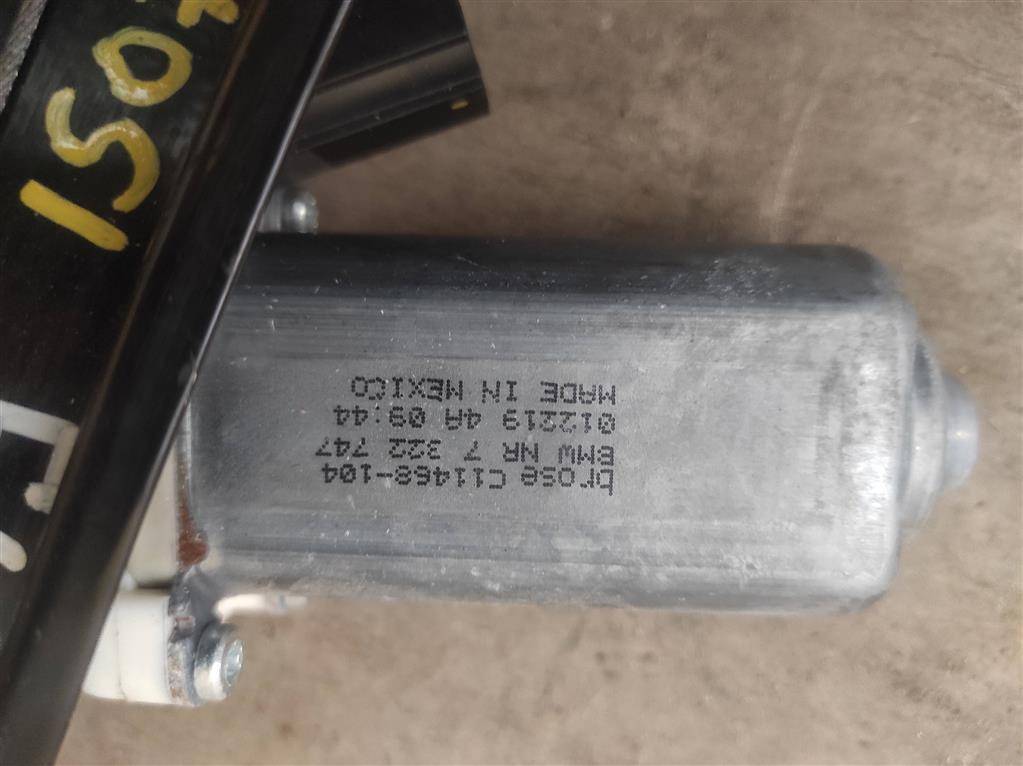 brose C11468-104
BMW NR 7 322 747
012219 4A 09:44
MADE IN MEXICO